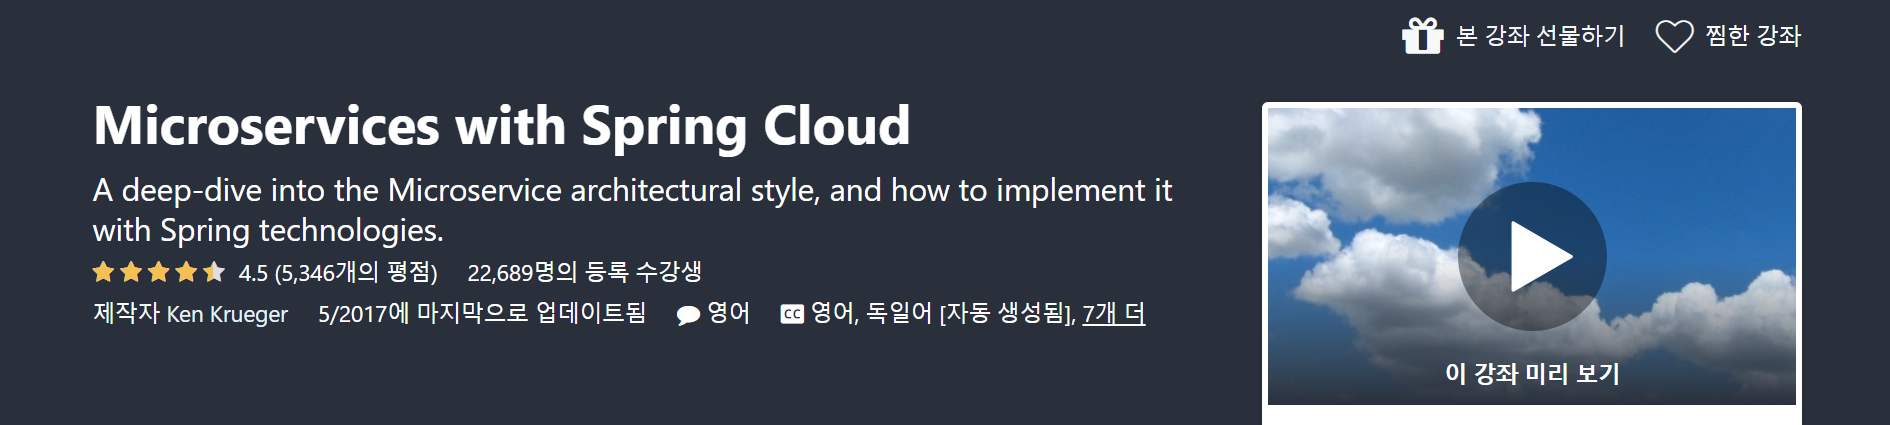 본 강좌 선물하기 찜한 강좌
Microservices with Spring Cloud
A deep-dive into the Microservice architectural style, and how to implement it
with Spring technologies.
4.5 (5,346개의 평점) 22,689명의 등록 수강생
제작자 Ken Krueger 5/2017에 마지막으로 업데이트됨 영어 CC 영어, 독일어 [자동 생성됨], 7개 더
이 강좌 미리 보기